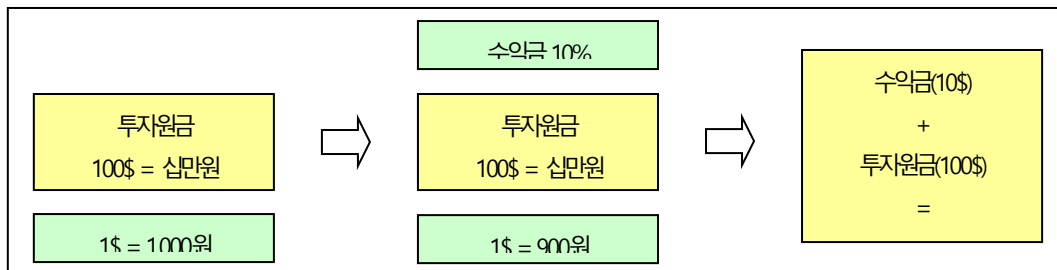 투자원금
100$ = 십만원
1$ = 1000원
수익금 10%
투자원금
100$ = 십만원
1$ = 900원
수익금(10$)
+
투자원금(100$)
=